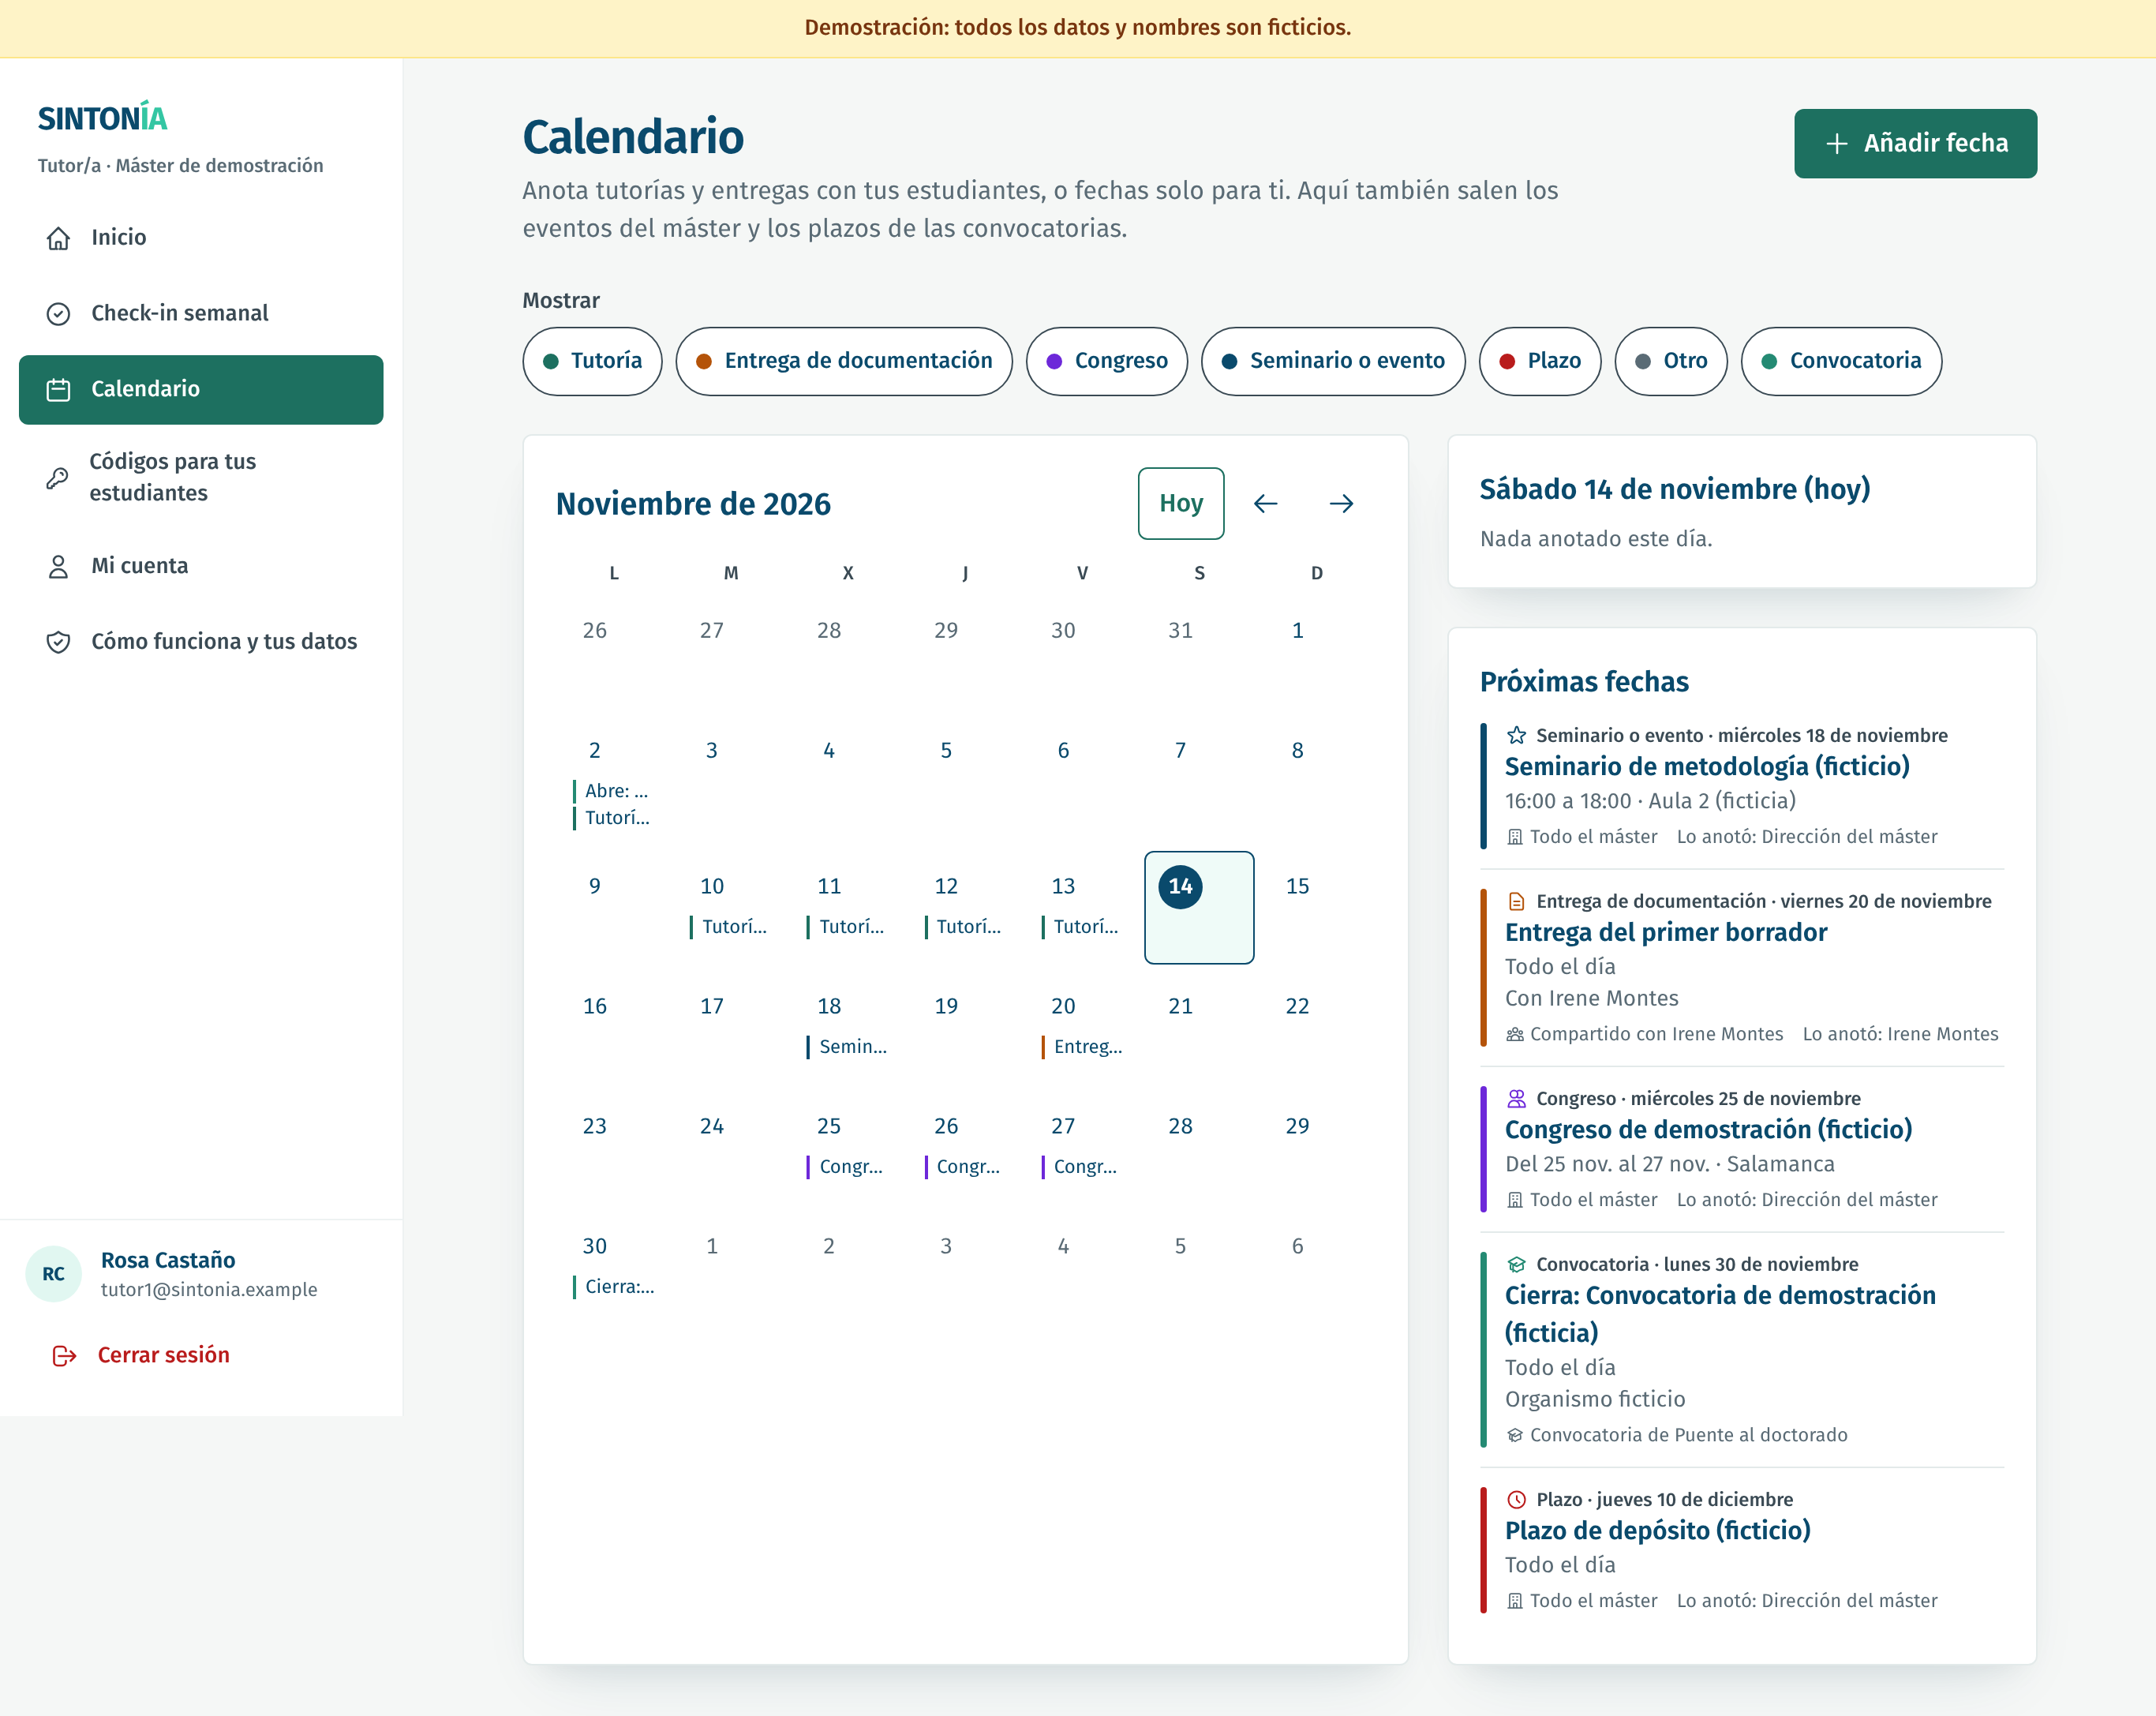 Demostración: todos los datos y nombres son ficticios.
SINTONÍA
Tutor/a · Máster de demostración
Inicio
Check-in semanal
Calendario
Códigos para tus
estudiantes
Mi cuenta
Cómo funciona y tus datos
RC
Rosa Castaño
tutor1@sintonia.example
Cerrar sesión
Calendario
Añadir fecha
Anota tutorías y entregas con tus estudiantes, o fechas solo para ti. Aquí también salen los
eventos del máster y los plazos de las convocatorias.
Mostrar
Tutoría
Entrega de documentación
Congreso
Seminario o evento
Plazo
Otro
Convocatoria
Noviembre de 2026
Hoy
L M X J V S D
26 27 28 29 30 31 1
2 3 4 5 6 7 8
Abre: ...
Tutorí...
9 10 11 12 13 14 15
Tutorí... Tutorí... Tutorí... Tutorí...
16 17 18 19 20 21 22
Semin... Entreg...
23 24 25 26 27 28 29
Congr... Congr... Congr...
30 1 2 3 4 5 6
Cierra:...
Sábado 14 de noviembre (hoy)
Nada anotado este día.
Próximas fechas
Seminario o evento · miércoles 18 de noviembre
Seminario de metodología (ficticio)
16:00 a 18:00 · Aula 2 (ficticia)
Todo el máster Lo anotó: Dirección del máster
Entrega de documentación · viernes 20 de noviembre
Entrega del primer borrador
Todo el día
Con Irene Montes
Compartido con Irene Montes Lo anotó: Irene Montes
Congreso · miércoles 25 de noviembre
Congreso de demostración (ficticio)
Del 25 nov. al 27 nov. · Salamanca
Todo el máster Lo anotó: Dirección del máster
Convocatoria · lunes 30 de noviembre
Cierra: Convocatoria de demostración
(ficticia)
Todo el día
Organismo ficticio
Convocatoria de Puente al doctorado
Plazo · jueves 10 de diciembre
Plazo de depósito (ficticio)
Todo el día
Todo el máster Lo anotó: Dirección del máster